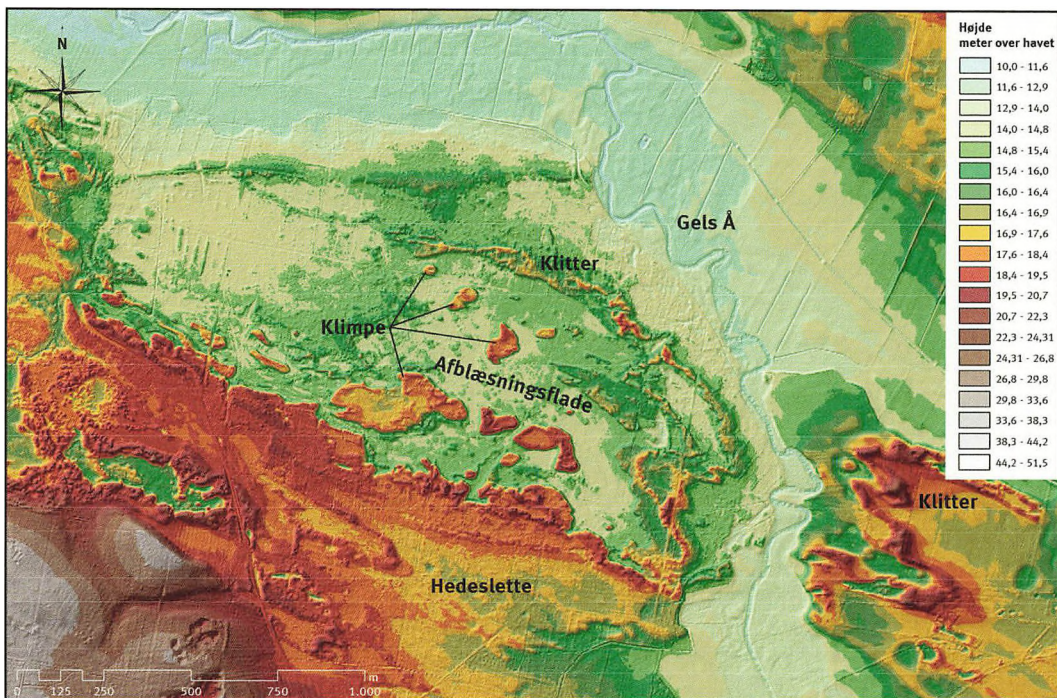 N
Højde
meter over havet
10,0 - 11,6
11,6 - 12,9
12,9 - 14,0
14,0 - 14,8
14,8 - 15,4
15,4 - 16,0
16,0 - 16,4
16,4 - 16,9
16,9 - 17,6
17,6 - 18,4
18,4 - 19,5
19,5 - 20,7
20,7 - 22,3
22,3 - 24,31
24,31 - 26,8
26,8 - 29,8
29,8 - 33,6
33,6 - 38,3
38,3 - 44,2
44,2 - 51,5
Gels Å
Klitter
Klimpe
Afblæsningsflade
Klitter
Hedeslette
m
0 125 250 500 750 1.000